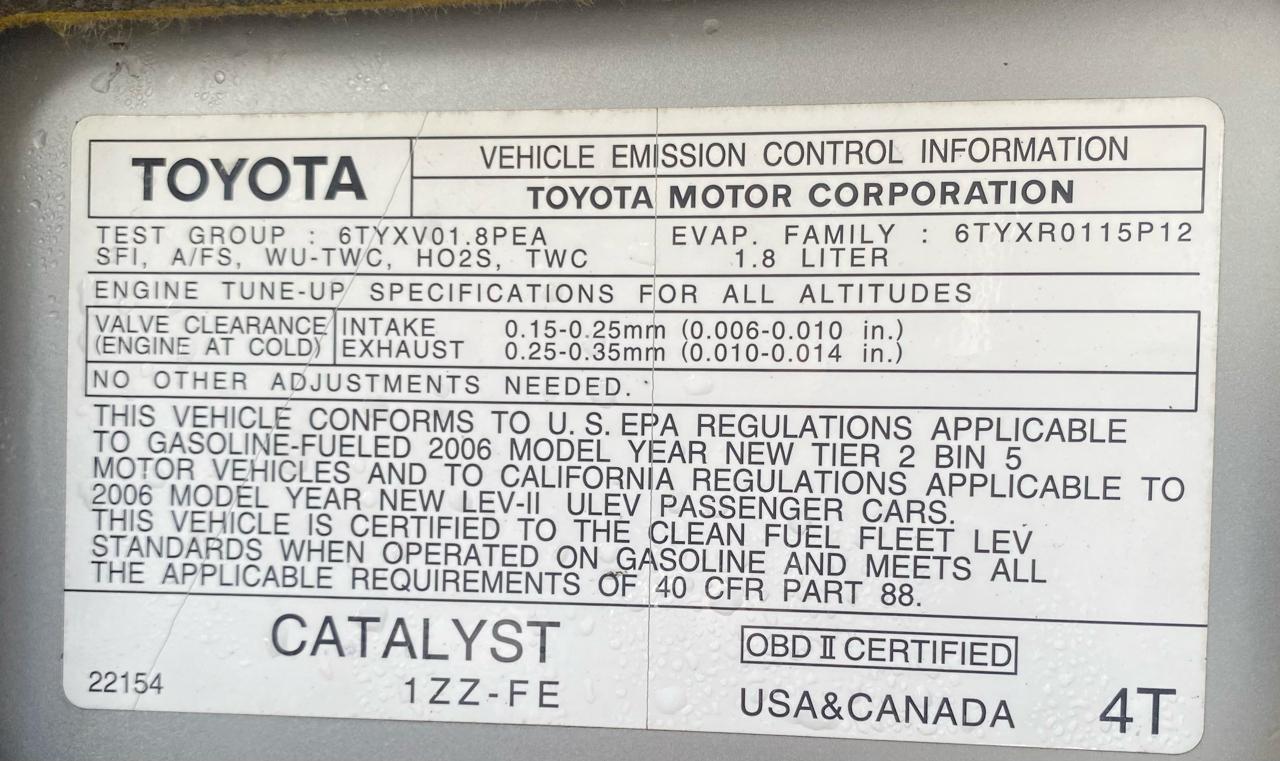 TOYOTA
VEHICLE EMISSION CONTROL INFORMATION
TOYOTA MOTOR CORPORATION
TEST GROUP : 6TYXV01.8PEA EVAP. FAMILY : 6TYXR0115P12
SFI, A/FS, WU-TWC, HO2S, TWC 1.8 LITER
ENGINE TUNE-UP SPECIFICATIONS FOR ALL ALTITUDES
VALVE CLEARANCE INTAKE 0.15-0.25mm (0.006-0.010 in.)
(ENGINE AT COLD) EXHAUST 0.25-0.35mm (0.010-0.014 in.)
NO OTHER ADJUSTMENTS NEEDED.
THIS VEHICLE CONFORMS TO U.S. EPA REGULATIONS APPLICABLE
TO GASOLINE-FUELED 2006 MODEL YEAR NEW TIER 2 BIN 5
MOTOR VEHICLES AND TO CALIFORNIA REGULATIONS APPLICABLE TO
2006 MODEL YEAR NEW LEV-II ULEV PASSENGER CARS.
THIS VEHICLE IS CERTIFIED TO THE CLEAN FUEL FLEET LEV
STANDARDS WHEN OPERATED ON GASOLINE AND MEETS ALL
THE APPLICABLE REQUIREMENTS OF 40 CFR PART 88.
CATALYST OBD II CERTIFIED
22154 1ZZ-FE USA&CANADA 4T